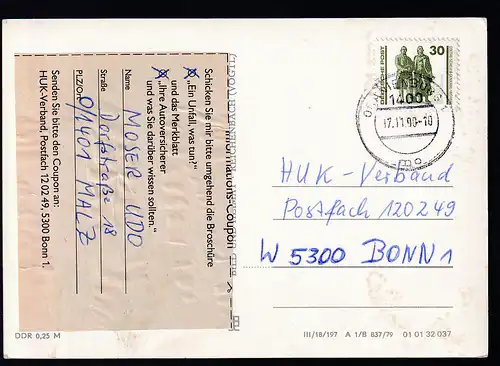 Informations-Coupon
Schicken Sie mir bitte umgehend die Broschüre
X „Ein Unfall, was tun?“
und das Merkblatt
X „Ihre Autoversicherer
und was Sie darüber wissen sollten.“
MOSER UDO
Name
Dorfstraße 18
Straße
O/1401 MALZ
PLZ/Ort
Senden Sie bitte den Coupon an:
HUK-Verband, Postfach 12 02 49, 5300 Bonn 1.
DDR 0,25 M
30
1400
17.11.90-10
HUK-Verband
Postfach 120249
W 5300 BONN 1
III/18/197 A 1/B 837/79 01 01 32 037